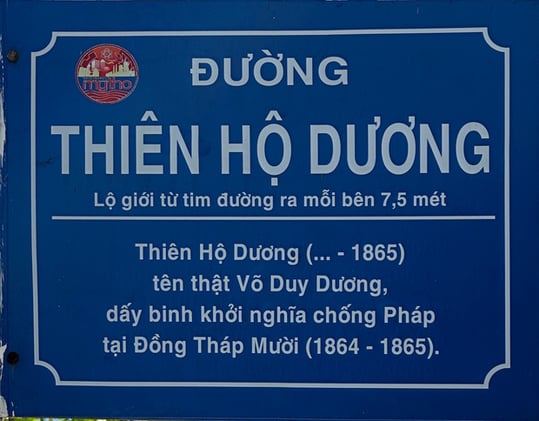 mytho
ĐƯỜNG
THIÊN HỘ DƯƠNG
Lộ giới từ tim đường ra mỗi bên 7,5 mét
Thiên Hộ Dương (... - 1865)
tên thật Võ Duy Dương,
dấy binh khởi nghĩa chống Pháp
tại Đồng Tháp Mười (1864 - 1865).